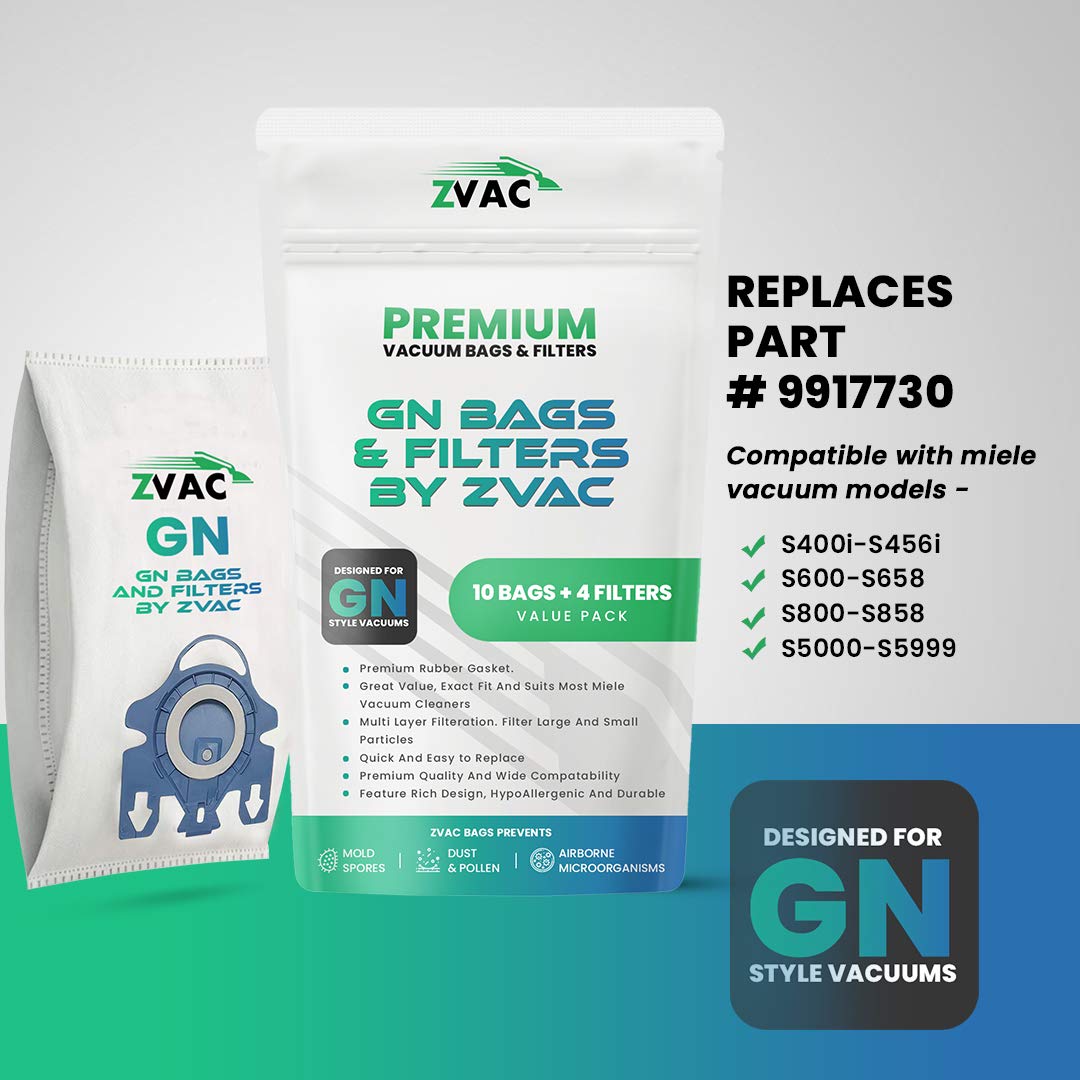 ZVAC
PREMIUM
VACUUM BAGS & FILTERS
GN BAGS
& FILTERS
BY ZVAC
DESIGNED FOR
GN
STYLE VACUUMS
10 BAGS + 4 FILTERS
VALUE PACK
Premium Rubber Gasket.
Great Value, Exact Fit And Suits Most Miele
Vacuum Cleaners
Multi Layer Filteration. Filter Large And Small
Particles
Quick And Easy to Replace
Premium Quality And Wide Compatability
Feature Rich Design, HypoAllergenic And Durable
ZVAC BAGS PREVENTS
MOLD
SPORES
DUST
& POLLEN
AIRBORNE
MICROORGANISMS
ZVAC
GN
GN BAGS
AND FILTERS
BY ZVAC
REPLACES
PART
# 9917730
Compatible with miele
vacuum models -
S400i-S456i
S600-S658
S800-S858
S5000-S5999
DESIGNED FOR
GN
STYLE VACUUMS